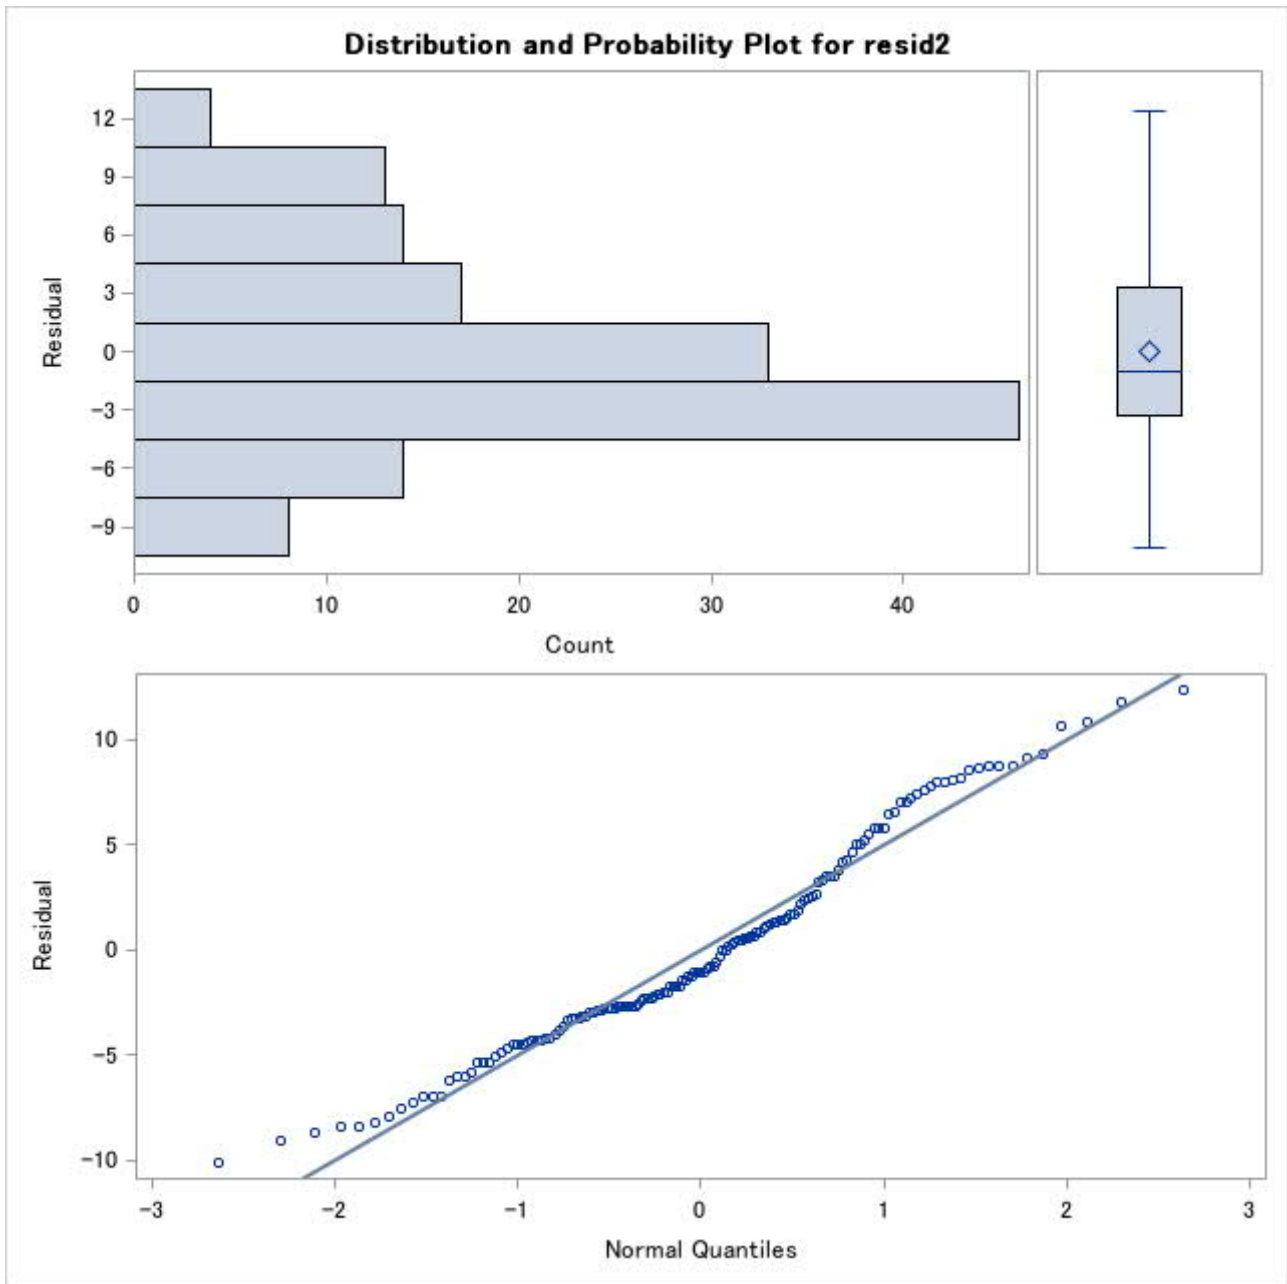 Distribution and Probability Plot for resid2
Residual
12
9
6
3
0
−3
−6
−9
0 10 20 30 40
Count
Residual
10
5
0
−5
−10
−3 −2 −1 0 1 2 3
Normal Quantiles